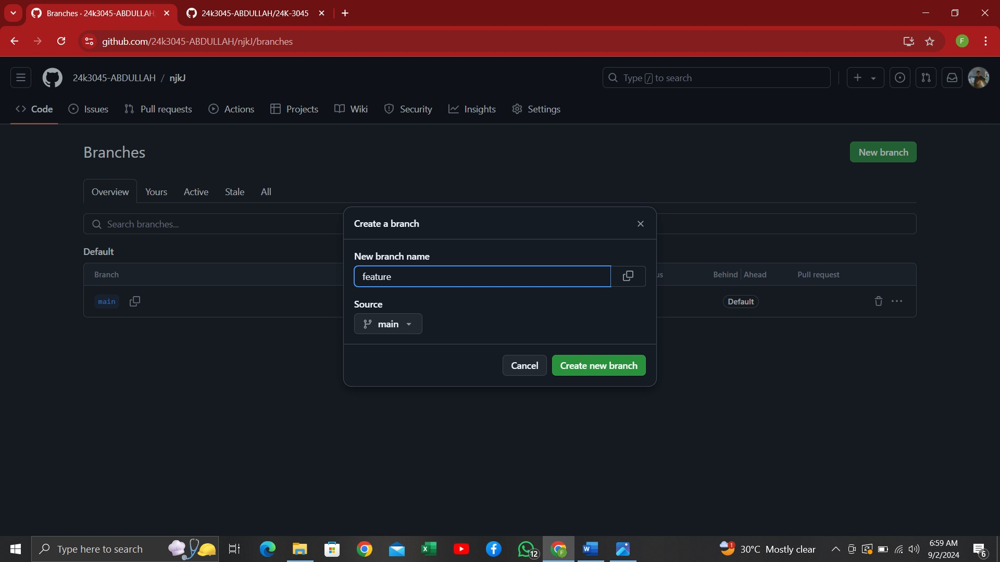 Branches · 24k3045-ABDULLAH
24k3045-ABDULLAH/24K-3045
github.com/24k3045-ABDULLAH/njkJ/branches
F
24k3045-ABDULLAH / njkJ
Type / to search
Code
Issues
Pull requests
Actions
Projects
Wiki
Security
Insights
Settings
Branches
New branch
Overview
Yours
Active
Stale
All
Search branches...
Default
Branch
us
Behind
Ahead
Pull request
main
Default
Create a branch
New branch name
feature
Source
main
Cancel
Create new branch
Type here to search
12
F
1
30°C Mostly clear
6:59 AM
9/2/2024
6